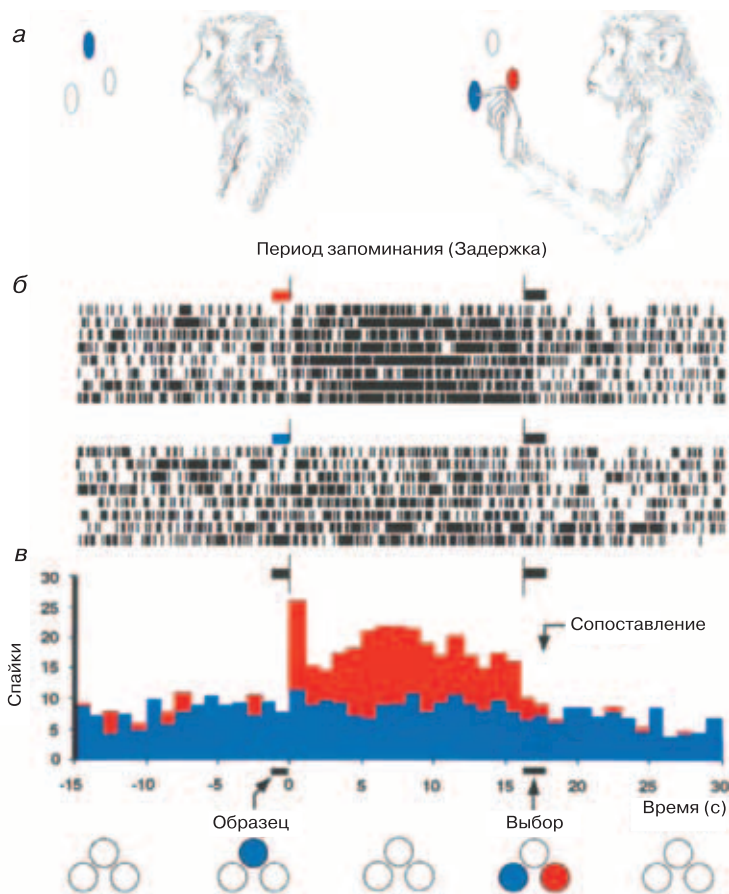 а
Период запоминания (Задержка)
б
в
30
25
20
15
10
5
0
Спайки
Сопоставление
-15 -10 -5 0 5 10 15 20 25 30
Время (с)
Образец
Выбор